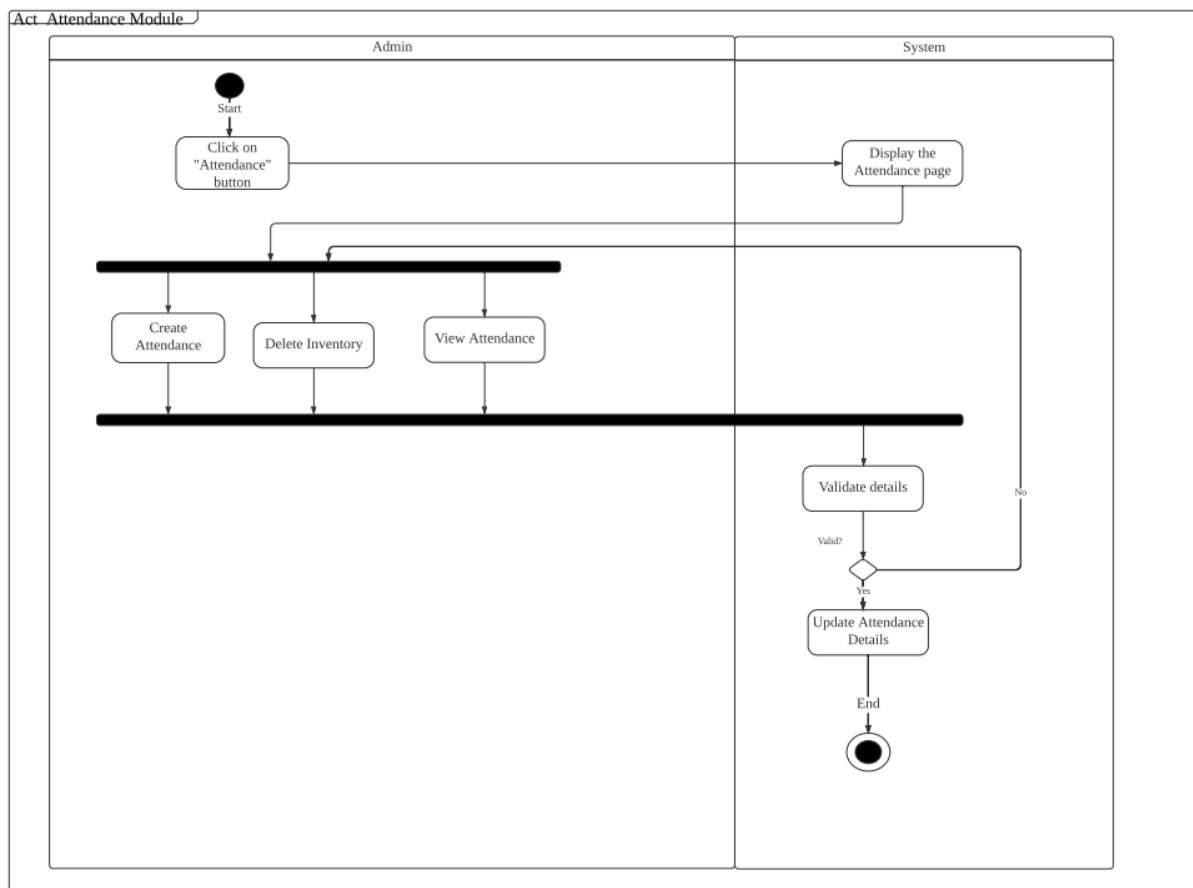 Act Attendance Module
Admin
System
Start
Click on
"Attendance"
button
Display the
Attendance page
Create
Attendance
Delete Inventory
View Attendance
Validate details
No
Valid?
Yes
Update Attendance
Details
End